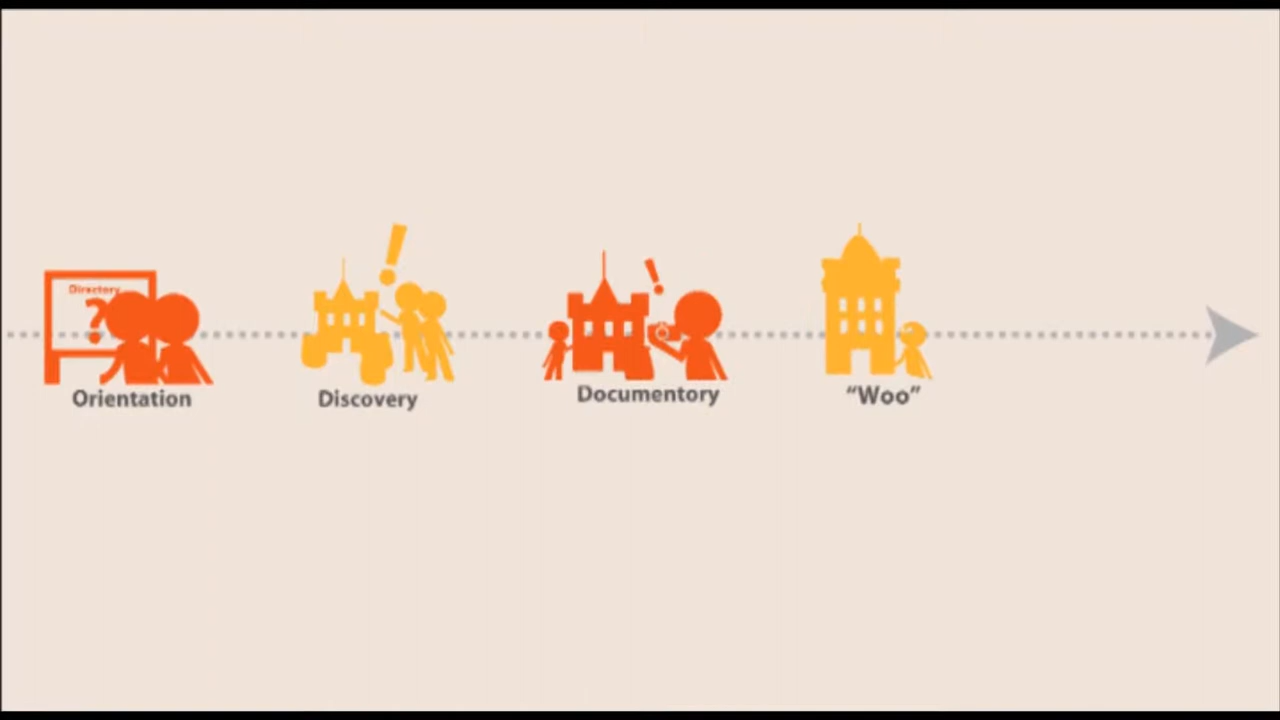 Directory
?
Orientation
!
Discovery
!
Documentory
“Woo”